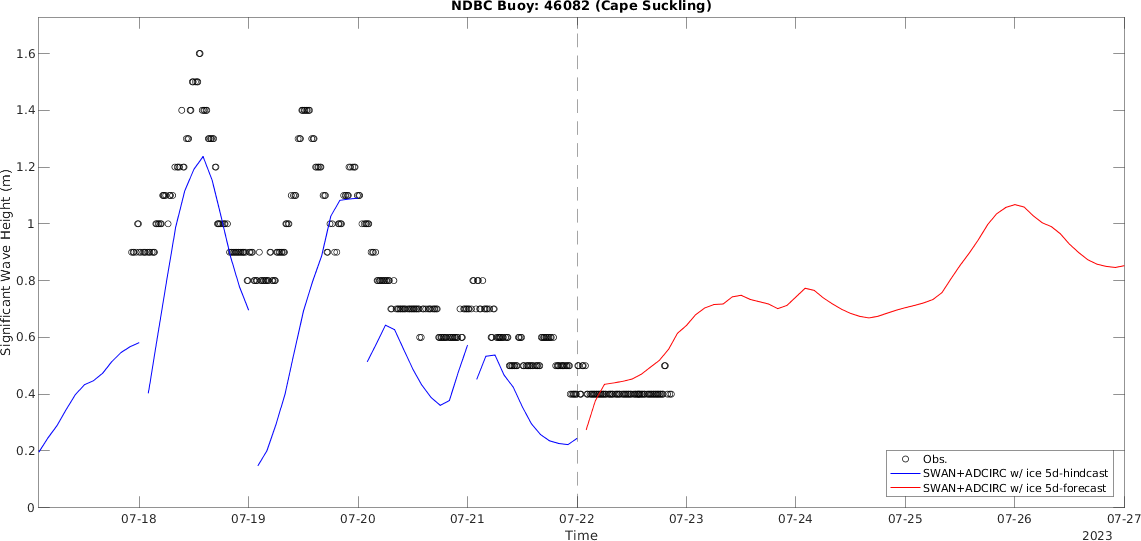 NDBC Buoy: 46082 (Cape Suckling)
Significant Wave Height (m)
1.6
1.4
1.2
1
0.8
0.6
0.4
0.2
0
Obs.
SWAN+ADCIRC w/ ice 5d-hindcast
SWAN+ADCIRC w/ ice 5d-forecast
07-18 07-19 07-20 07-21 07-22 07-23 07-24 07-25 07-26 07-27
Time
2023